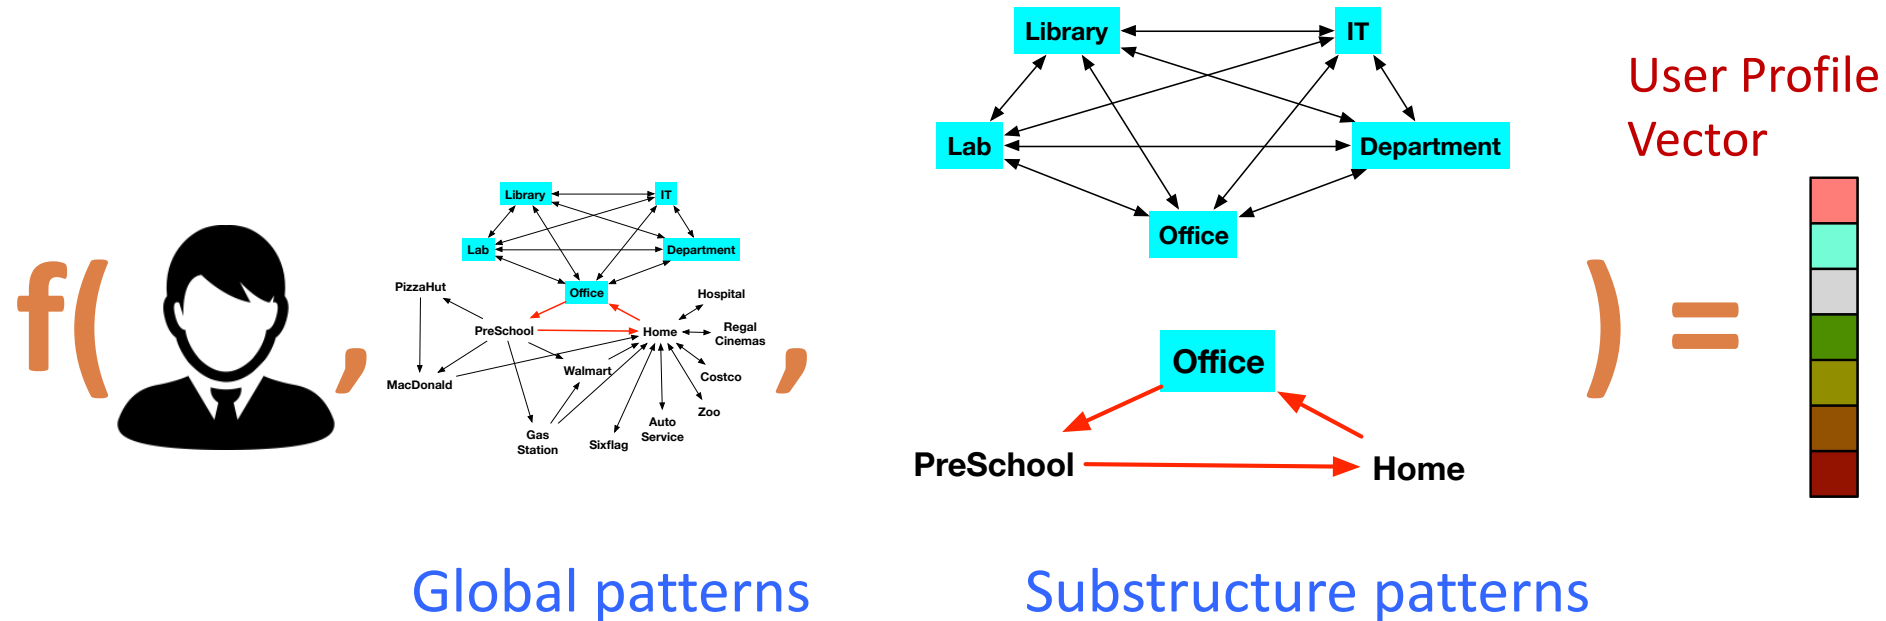 f(
,
Library
IT
Lab
Department
Office
PizzaHut
PreSchool
MacDonald
Gas
Station
Walmart
Sixflag
Home
Hospital
Regal
Cinemas
Costco
Zoo
Auto
Service
,
Library
IT
Lab
Department
Office
Office
PreSchool
Home
) =
User Profile
Vector
Global patterns
Substructure patterns